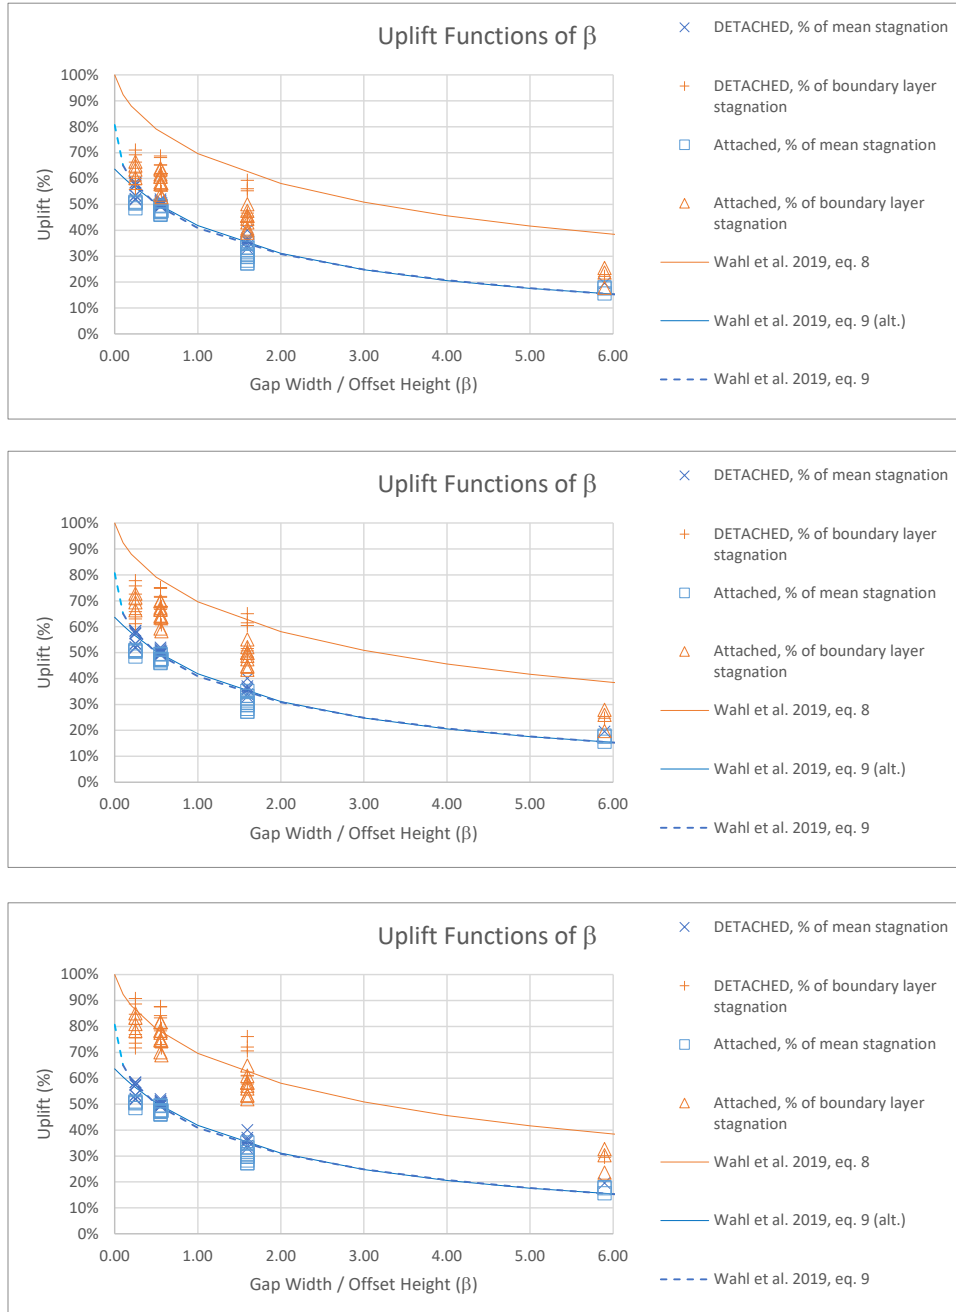 Uplift Functions of β
100%
90%
80%
70%
60%
50%
40%
30%
20%
10%
0%
Uplift (%)
0.00 1.00 2.00 3.00 4.00 5.00 6.00
Gap Width / Offset Height (β)
DETACHED, % of mean stagnation
DETACHED, % of boundary layer
stagnation
Attached, % of mean stagnation
Attached, % of boundary layer
stagnation
Wahl et al. 2019, eq. 8
Wahl et al. 2019, eq. 9 (alt.)
Wahl et al. 2019, eq. 9
Uplift Functions of β
100%
90%
80%
70%
60%
50%
40%
30%
20%
10%
0%
Uplift (%)
0.00 1.00 2.00 3.00 4.00 5.00 6.00
Gap Width / Offset Height (β)
DETACHED, % of mean stagnation
DETACHED, % of boundary layer
stagnation
Attached, % of mean stagnation
Attached, % of boundary layer
stagnation
Wahl et al. 2019, eq. 8
Wahl et al. 2019, eq. 9 (alt.)
Wahl et al. 2019, eq. 9
Uplift Functions of β
100%
90%
80%
70%
60%
50%
40%
30%
20%
10%
0%
Uplift (%)
0.00 1.00 2.00 3.00 4.00 5.00 6.00
Gap Width / Offset Height (β)
DETACHED, % of mean stagnation
DETACHED, % of boundary layer
stagnation
Attached, % of mean stagnation
Attached, % of boundary layer
stagnation
Wahl et al. 2019, eq. 8
Wahl et al. 2019, eq. 9 (alt.)
Wahl et al. 2019, eq. 9